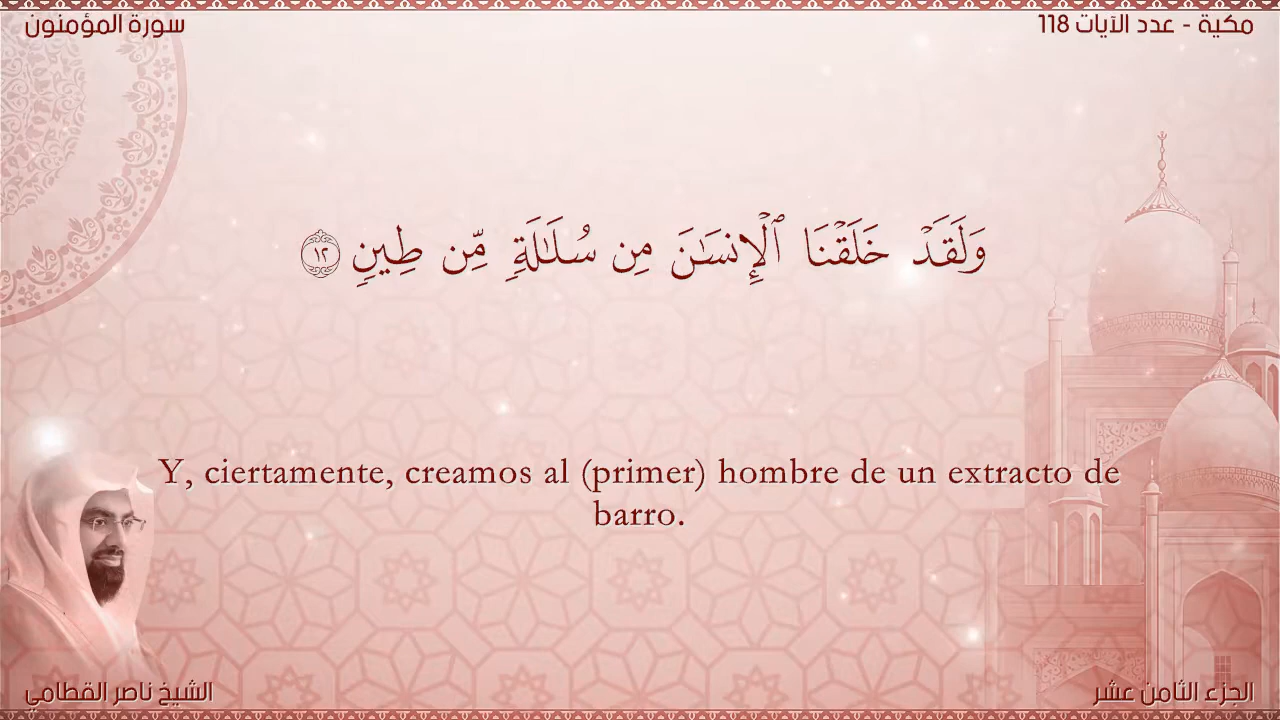 سورة المؤمنون
مكية - عدد الآيات 118
وَلَقَدْ خَلَقْنَا ٱلْإِنسَـٰنَ مِن سُلَـٰلَةٍ مِّن طِينٍ ١٢
Y, ciertamente, creamos al (primer) hombre de un extracto de
barro.
الشيخ ناصر القطامي
الجزء الثامن عشر